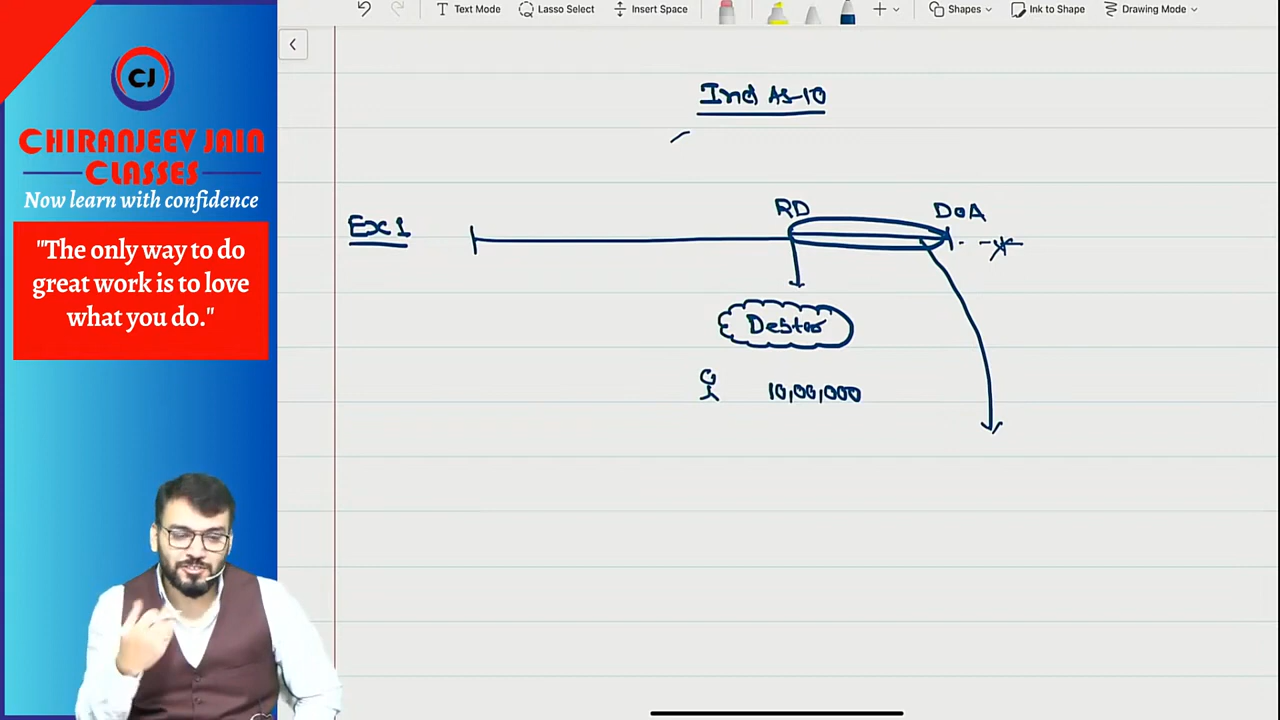 Text Mode Lasso Select Insert Space Shapes Ink to Shape Drawing Mode
CJ
CHIRANJEEV JAIN
CLASSES
Now learn with confidence
"The only way to do
great work is to love
what you do."
Ind AS-10
Ex 1
RD
DOA
Debtor
10,00,000